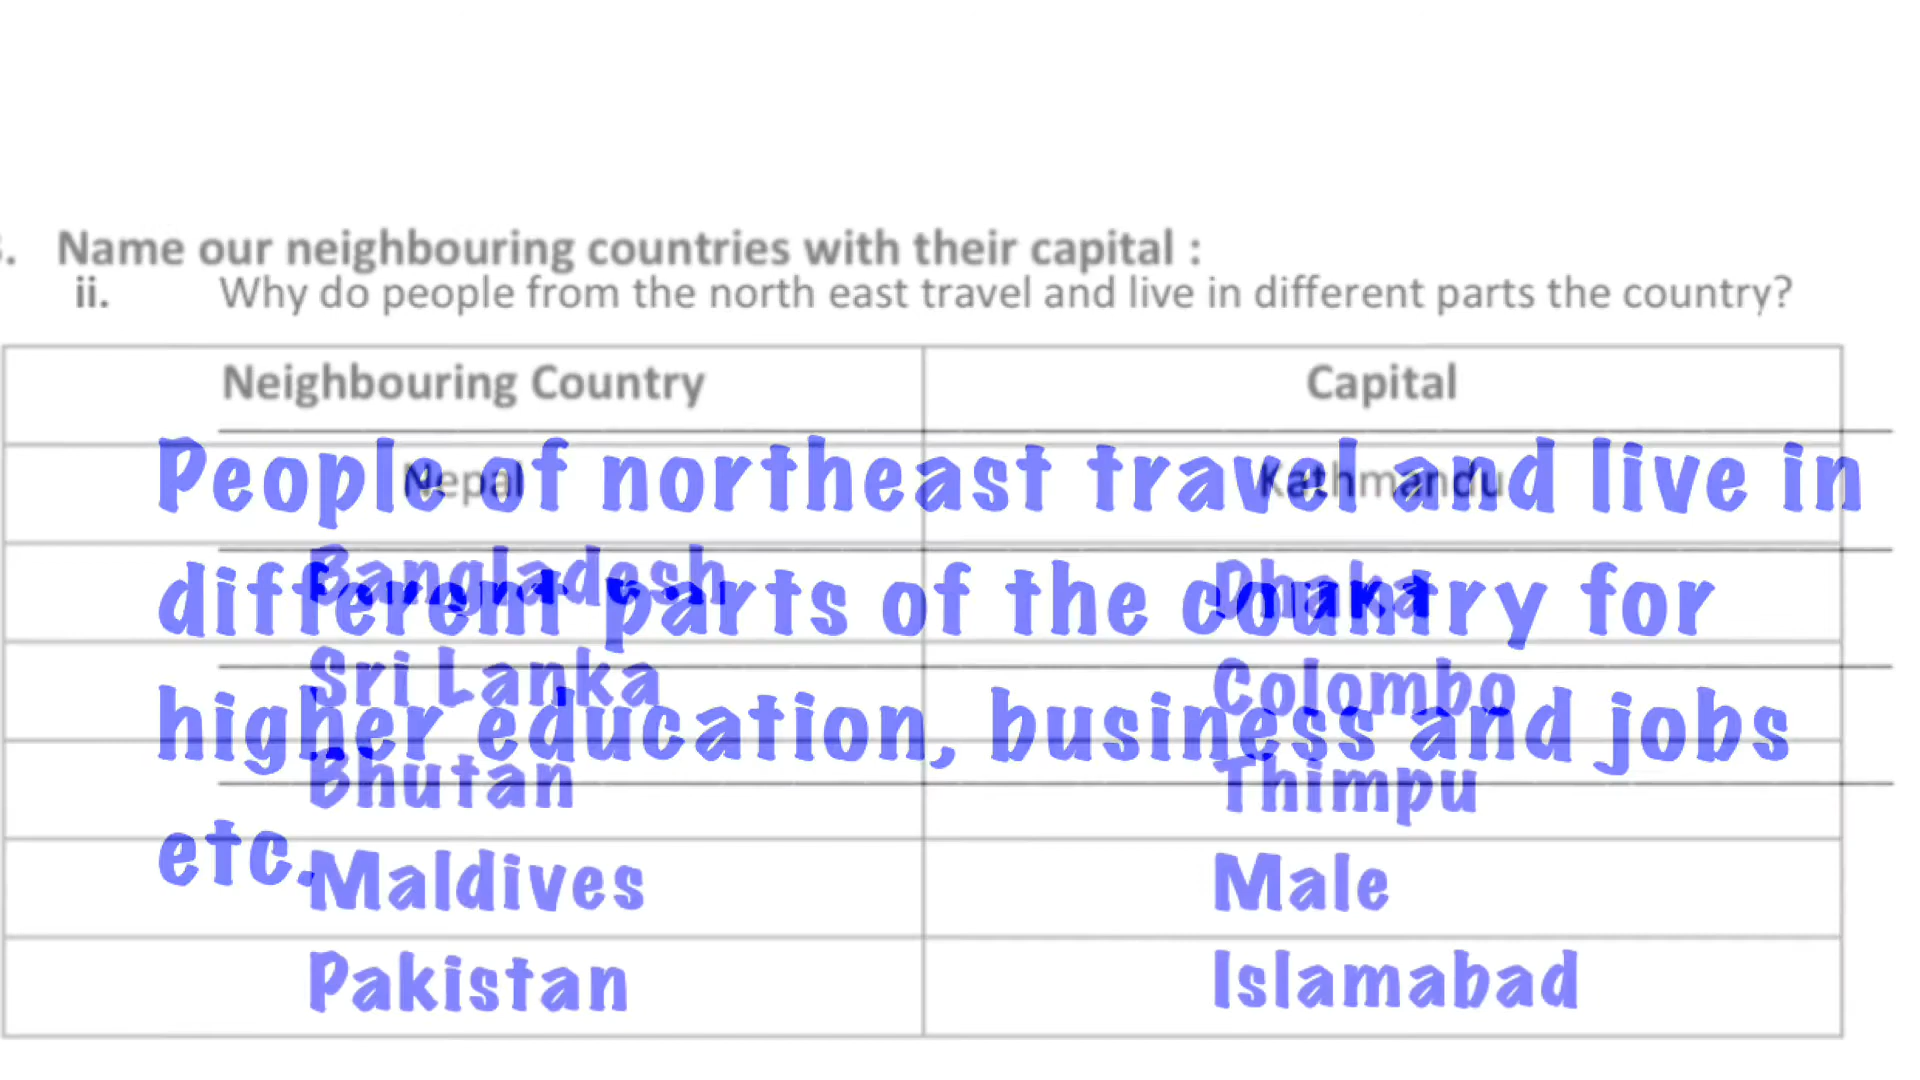 . Name our neighbouring countries with their capital :
ii. Why do people from the north east travel and live in different parts the country?
Neighbouring Country Capital
Nepal Kathmandu
People of northeast travel and live in
Bangladesh Dhaka
different parts of the country for
Sri Lanka Colombo
higher education, business and jobs
Bhutan Thimpu
etc.
Maldives Male
Pakistan Islamabad